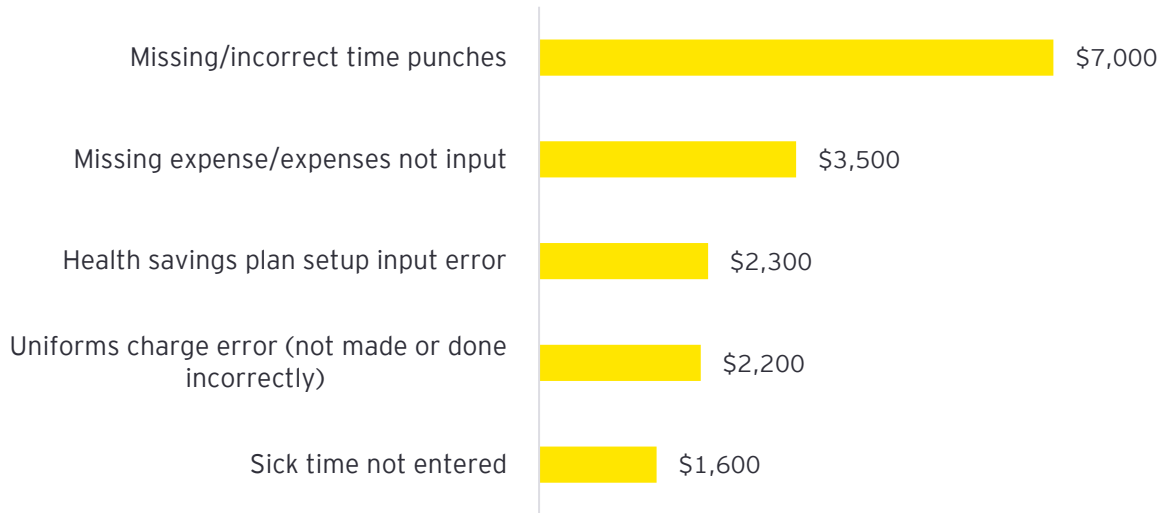 Missing/incorrect time punches
$7,000
Missing expense/expenses not input
$3,500
Health savings plan setup input error
$2,300
Uniforms charge error (not made or done
incorrectly)
$2,200
Sick time not entered
$1,600